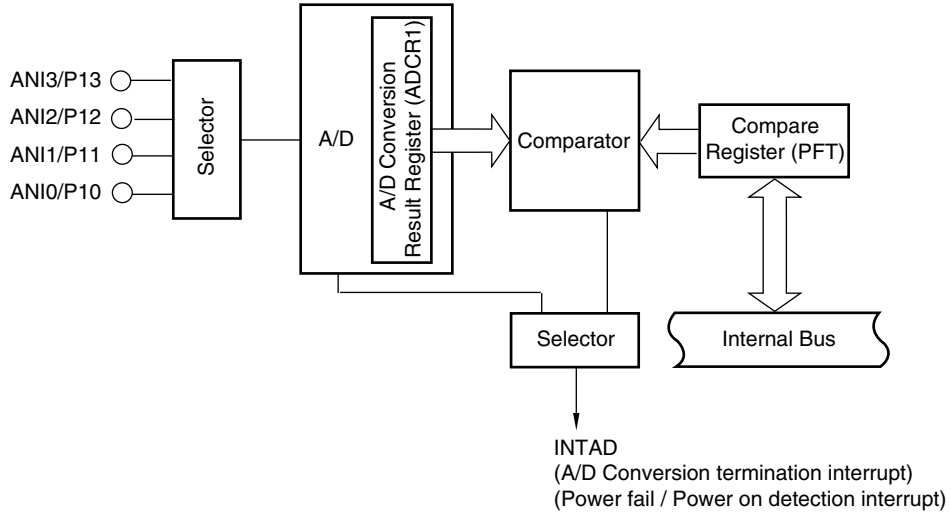 ANI3/P13
ANI2/P12
ANI1/P11
ANI0/P10
Selector
A/D
A/D Conversion
Result Register (ADCR1)
Comparator
Compare
Register (PFT)
Selector
Internal Bus
INTAD
(A/D Conversion termination interrupt)
(Power fail / Power on detection interrupt)